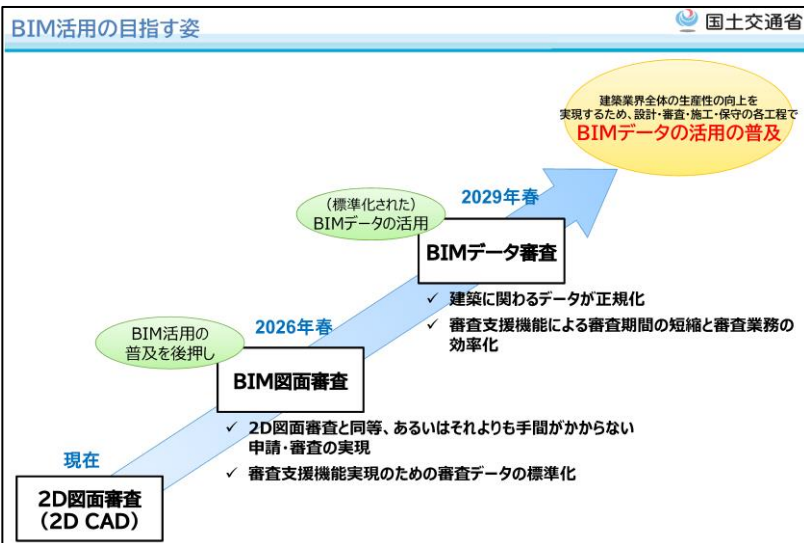 BIM活用の目指す姿
国土交通省
建築業界全体の生産性の向上を
実現するため、設計・審査・施工・保守の各工程で
BIMデータの活用の普及
2029年春
(標準化された)
BIMデータの活用
BIMデータ審査
✓ 建築に関わるデータが正規化
✓ 審査支援機能による審査期間の短縮と審査業務の
効率化
2026年春
BIM活用の
普及を後押し
BIM図面審査
✓ 2D図面審査と同等、あるいはそれよりも手間がかからない
申請・審査の実現
✓ 審査支援機能実現のための審査データの標準化
現在
2D図面審査
(2D CAD)